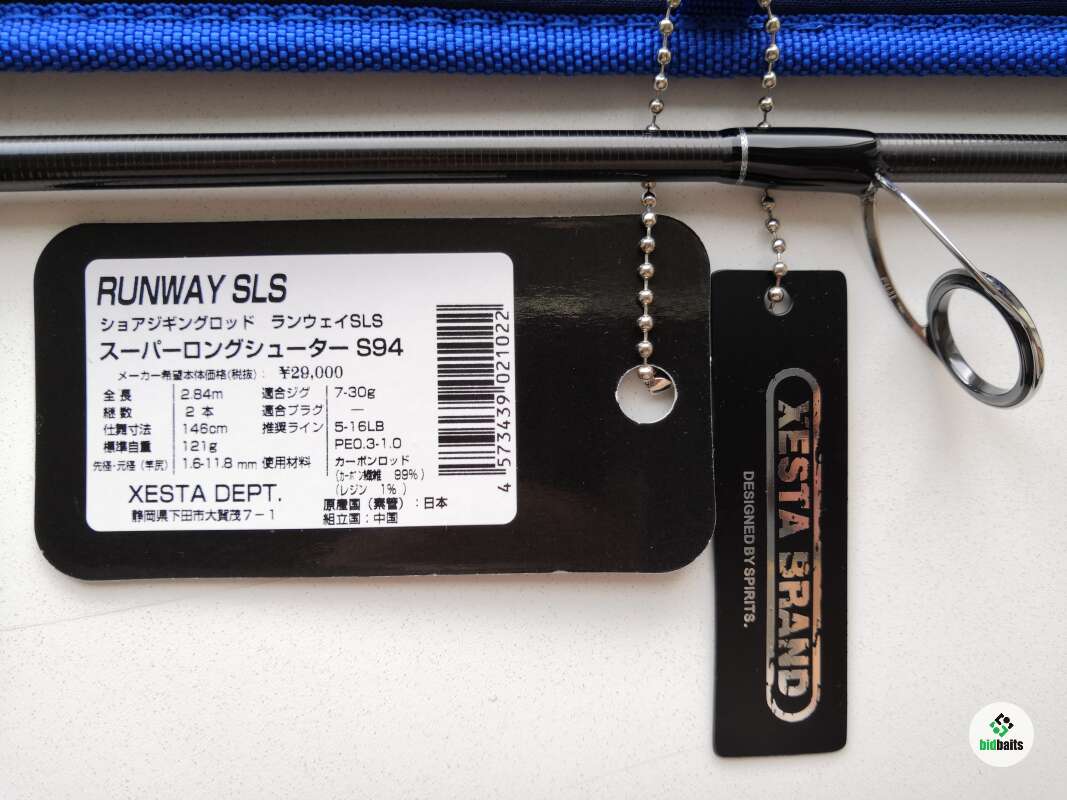 RUNWAY SLS
ショアジギングロッド ランウェイSLS
スーパーロングシューター S94
メーカー希望本体価格(税抜): ¥29,000
全長 2.84m 適合ジグ 7-30g
継数 2 本 適合プラグ —
仕舞寸法 146cm 推奨ライン 5-16LB
標準自重 121g PE0.3-1.0
先径-元径(竿尻) 1.6-11.8 mm 使用材料 カーボンロッド
(カーボン繊維 99%)
(レジン 1%)
XESTA DEPT.
原産国(素管):日本
静岡県下田市大賀茂7-1
組立国:中国
4 573439 021022
XESTA BRAND
DESIGNED BY SPIRITS.
Fuji
bidbaits